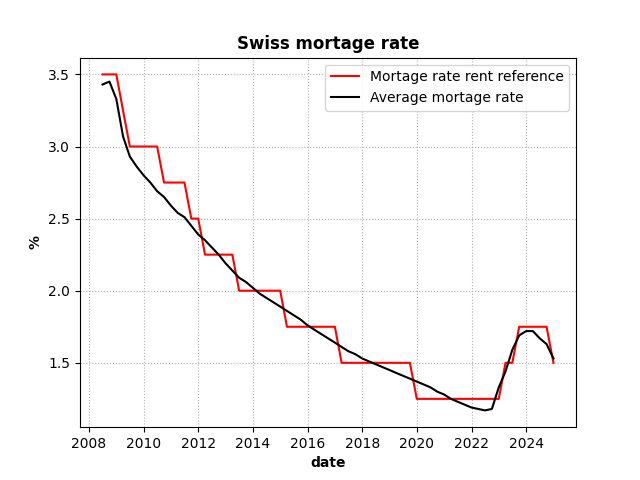 Swiss mortage rate
Mortage rate rent reference
Average mortage rate
3.5
3.0
2.5
2.0
1.5
%
2008 2010 2012 2014 2016 2018 2020 2022 2024
date